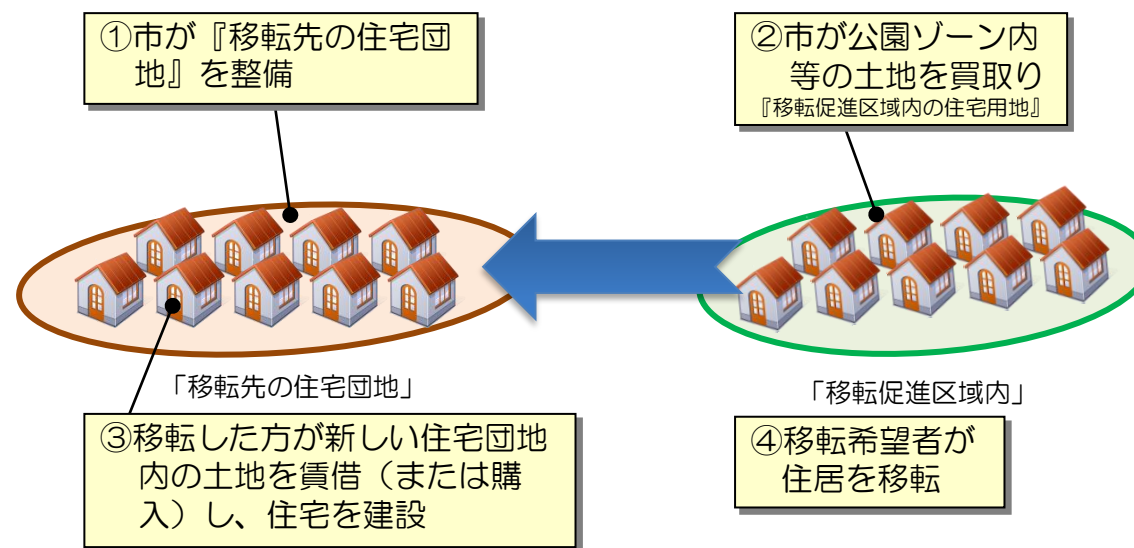 ①市が『移転先の住宅団
地』を整備
②市が公園ゾーン内
等の土地を買取り
『移転促進区域内の住宅用地』
「移転先の住宅団地」
「移転促進区域内」
③移転した方が新しい住宅団地
内の土地を賃借（または購
入）し、住宅を建設
④移転希望者が
住居を移転